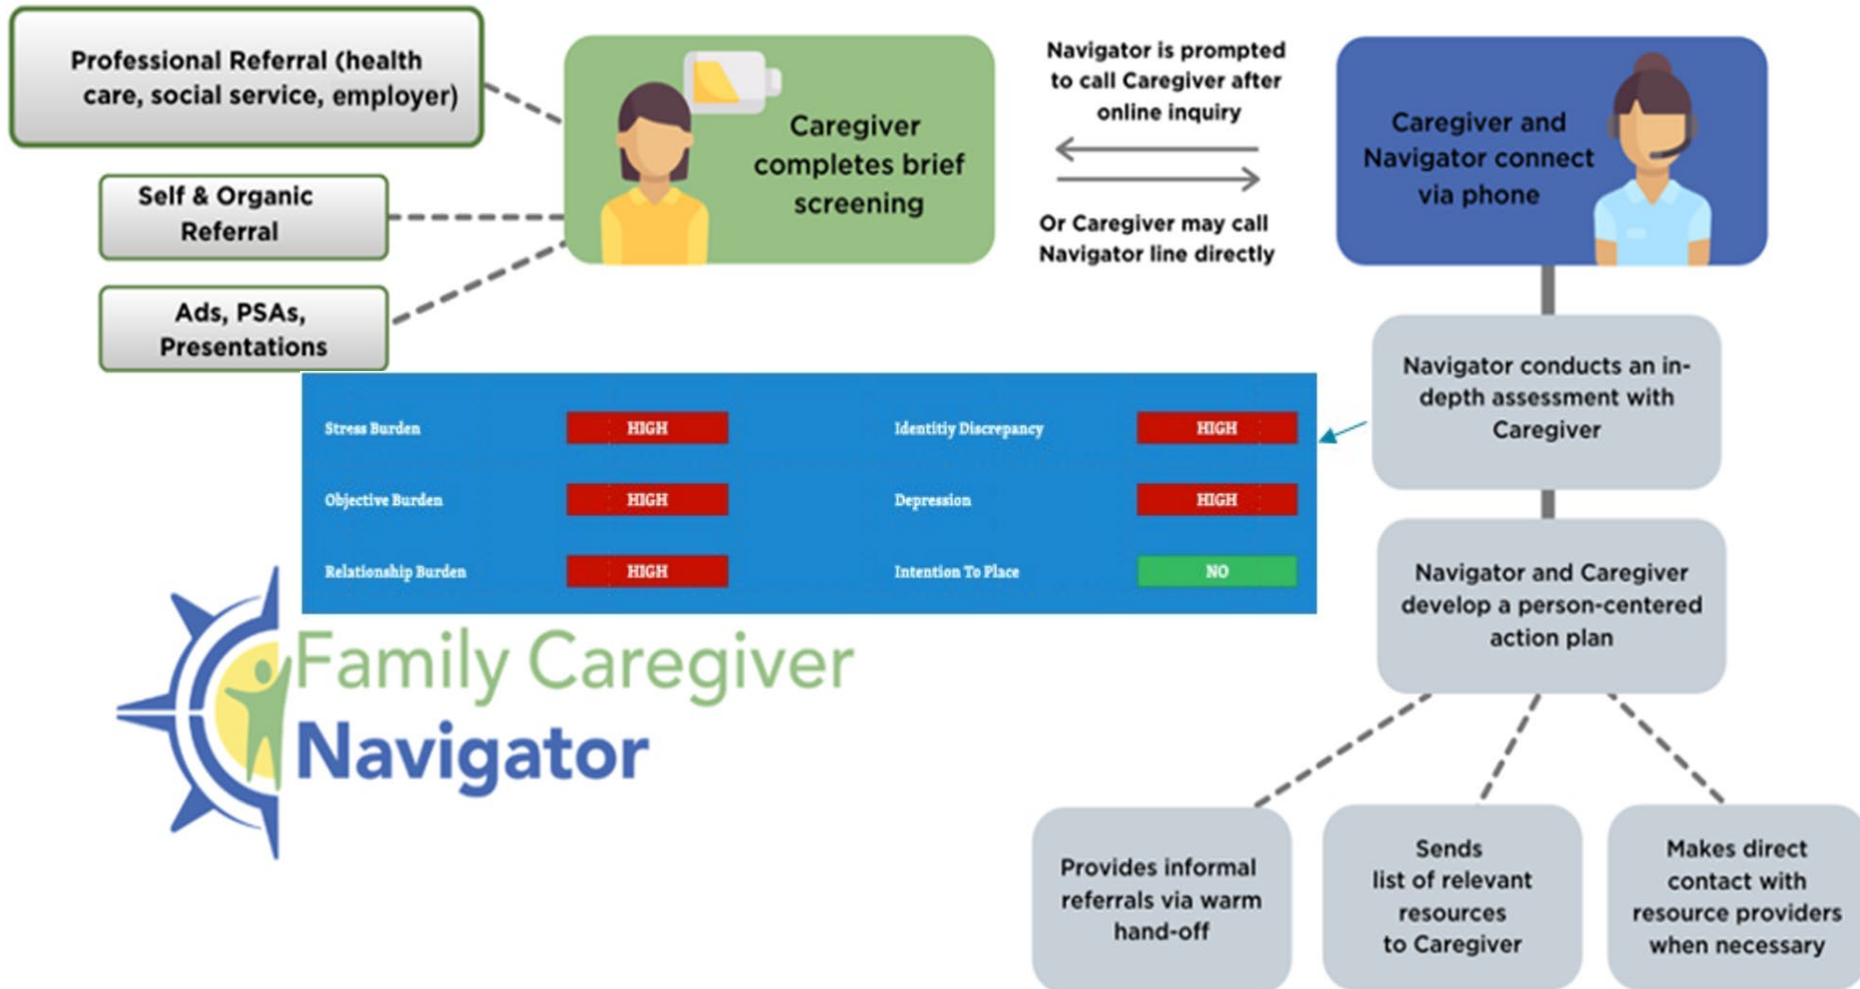 Professional Referral (health
care, social service, employer)
Self & Organic
Referral
Ads, PSAs,
Presentations
Caregiver
completes brief
screening
Navigator is prompted
to call Caregiver after
online inquiry
Or Caregiver may call
Navigator line directly
Caregiver and
Navigator connect
via phone
Navigator conducts an in-
depth assessment with
Caregiver
Stress Burden HIGH Identitiy Discrepancy HIGH
Objective Burden HIGH Depression HIGH
Relationship Burden HIGH Intention To Place NO
Navigator and Caregiver
develop a person-centered
action plan
Family Caregiver
Navigator
Provides informal
referrals via warm
hand-off
Sends
list of relevant
resources
to Caregiver
Makes direct
contact with
resource providers
when necessary